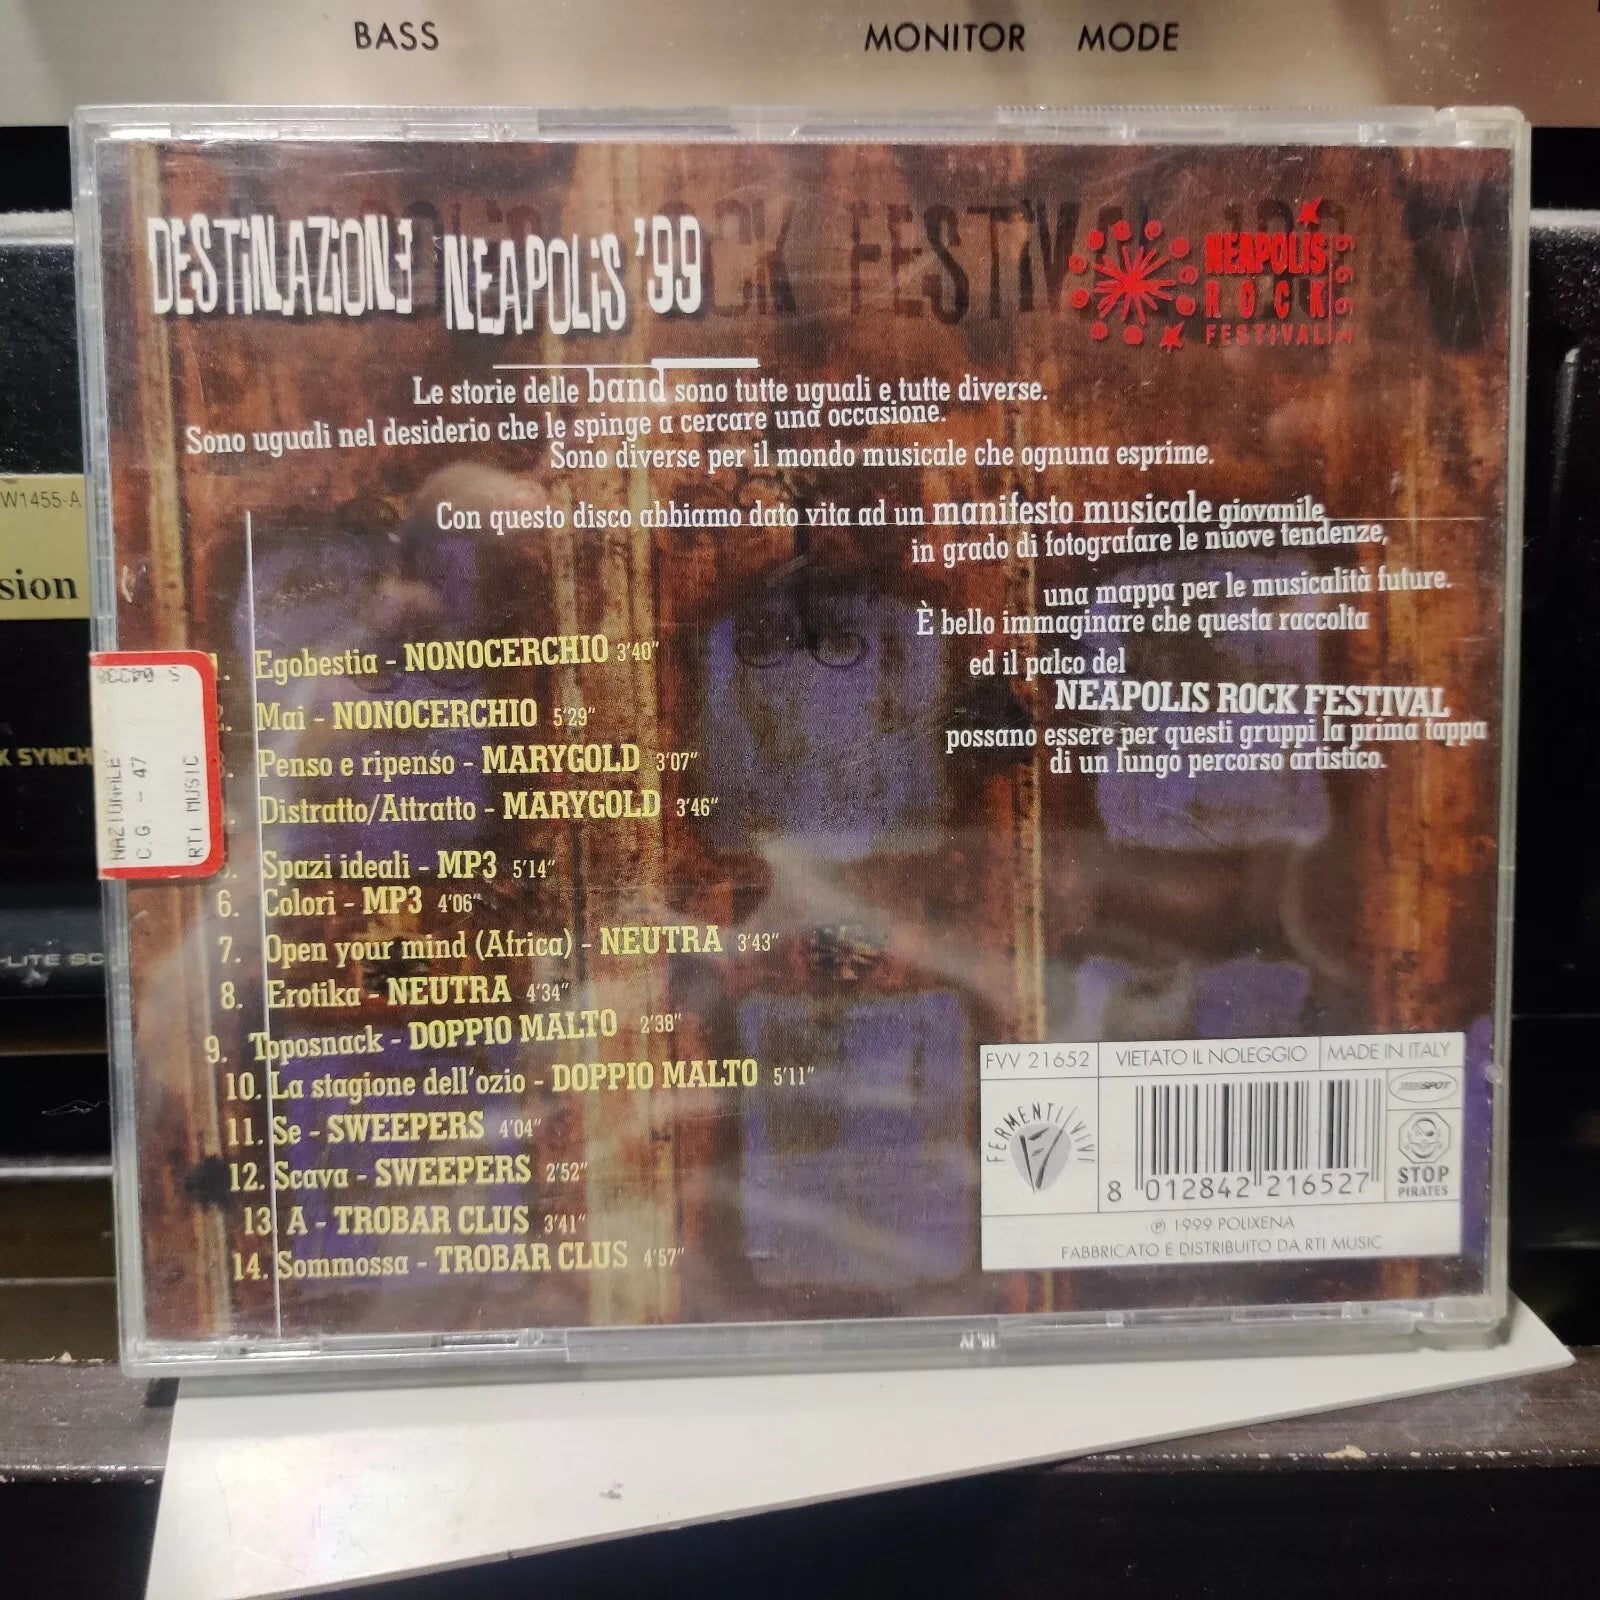 BASS
MONITOR
MODE
DESTINAZIONE NEAPOLIS '99
NEAPOLIS
ROCK
FESTIVAL
Le storie delle band sono tutte uguali e tutte diverse.
Sono uguali nel desiderio che le spinge a cercare una occasione.
Sono diverse per il mondo musicale che ognuna esprime.
Con questo disco abbiamo dato vita ad un manifesto musicale giovanile
in grado di fotografare le nuove tendenze,
una mappa per le musicalità future.
È bello immaginare che questa raccolta
ed il palco del
NEAPOLIS ROCK FESTIVAL
possano essere per questi gruppi la prima tappa
di un lungo percorso artistico.
W1455-A
sion
K SYNCH
-LITE SC
S 64338
NAZIONALE
C.G. - 47
RTI MUSIC
1. Egobestia - NONOCERCHIO 3'40"
2. Mai - NONOCERCHIO 5'29"
3. Penso e ripenso - MARYGOLD 3'07"
Distratto/Attratto - MARYGOLD 3'46"
5. Spazi ideali - MP3 5'14"
6. Colori - MP3 4'06"
7. Open your mind (Africa) - NEUTRA 3'43"
8. Erotika - NEUTRA 4'34"
9. Toposnack - DOPPIO MALTO 2'38"
10. La stagione dell'ozio - DOPPIO MALTO 5'11"
11. Se - SWEEPERS 4'04"
12. Scava - SWEEPERS 2'52"
13 A - TROBAR CLUS 3'41"
14. Sommossa - TROBAR CLUS 4'57"
FVV 21652
VIETATO IL NOLEGGIO
MADE IN ITALY
FERMENTI VIVI
8 012842 216527
STOP
PIRATES
℗ 1999 POLIXENA
FABBRICATO E DISTRIBUITO DA RTI MUSIC